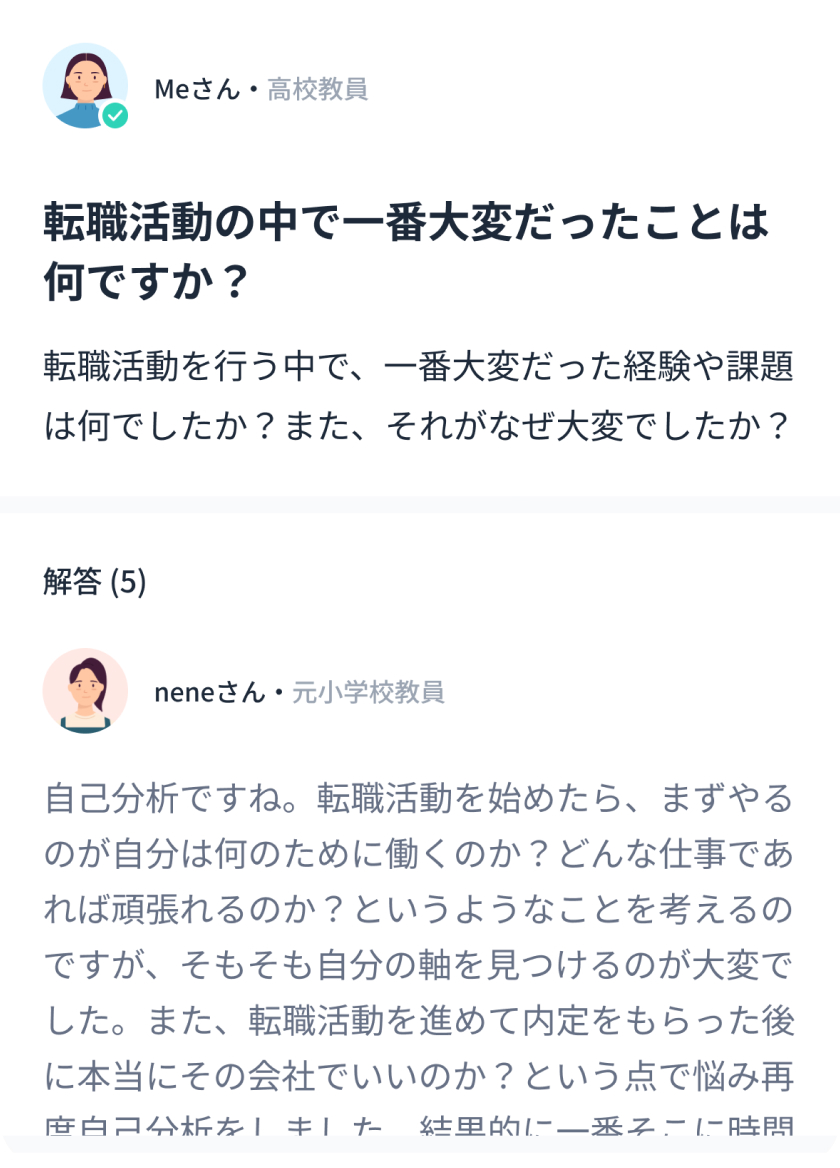 Meさん・高校教員
転職活動の中で一番大変だったことは
何ですか？
転職活動を行う中で、一番大変だった経験や課題
は何でしたか？また、それがなぜ大変でしたか？
解答 (5)
neneさん・元小学校教員
自己分析ですね。転職活動を始めたら、まずやる
のが自分は何のために働くのか？どんな仕事であ
れば頑張れるのか？というようなことを考えるの
ですが、そもそも自分の軸を見つけるのが大変で
した。また、転職活動を進めて内定をもらった後
に本当にその会社でいいのか？という点で悩み再
度自己分析をしました。結果的に一番そこに時間